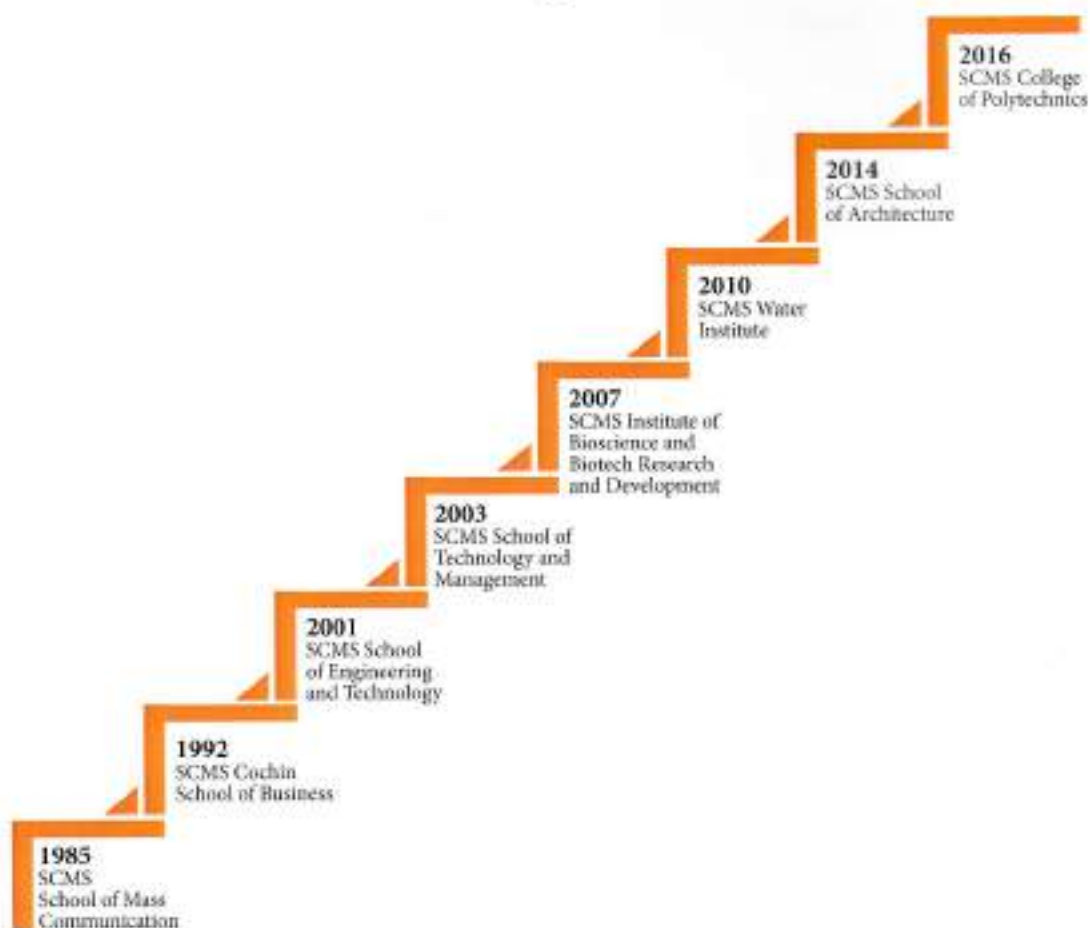 2016
SCMS College
of Polytechnics
2014
SCMS School
of Architecture
2010
SCMS Water
Institute
2007
SCMS Institute of
Bioscience and
Biotech Research
and Development
2003
SCMS School of
Technology and
Management
2001
SCMS School
of Engineering
and Technology
1992
SCMS Cochin
School of Business
1985
SCMS
School of Mass
Communication